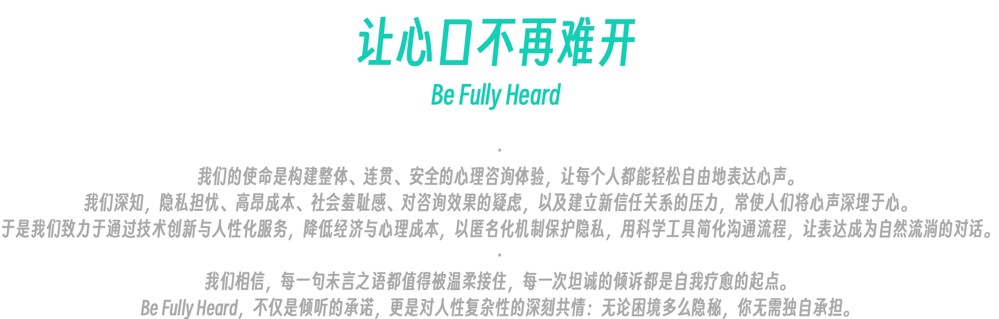 让心口不再难开
Be Fully Heard
·
我们的使命是构建整体、连贯、安全的心理咨询体验，让每个人都能轻松自由地表达心声。
我们深知，隐私担忧、高昂成本、社会羞耻感、对咨询效果的疑虑，以及建立新信任关系的压力，常使人们将心声深埋于心。
于是我们致力于通过技术创新与人性化服务，降低经济与心理成本，以匿名化机制保护隐私，用科学工具简化沟通流程，让表达成为自然流淌的对话。
·
我们相信，每一句未言之语都值得被温柔接住，每一次坦诚的倾诉都是自我疗愈的起点。
Be Fully Heard，不仅是倾听的承诺，更是对人性复杂性的深刻共情：无论困境多么隐秘，你无需独自承担。